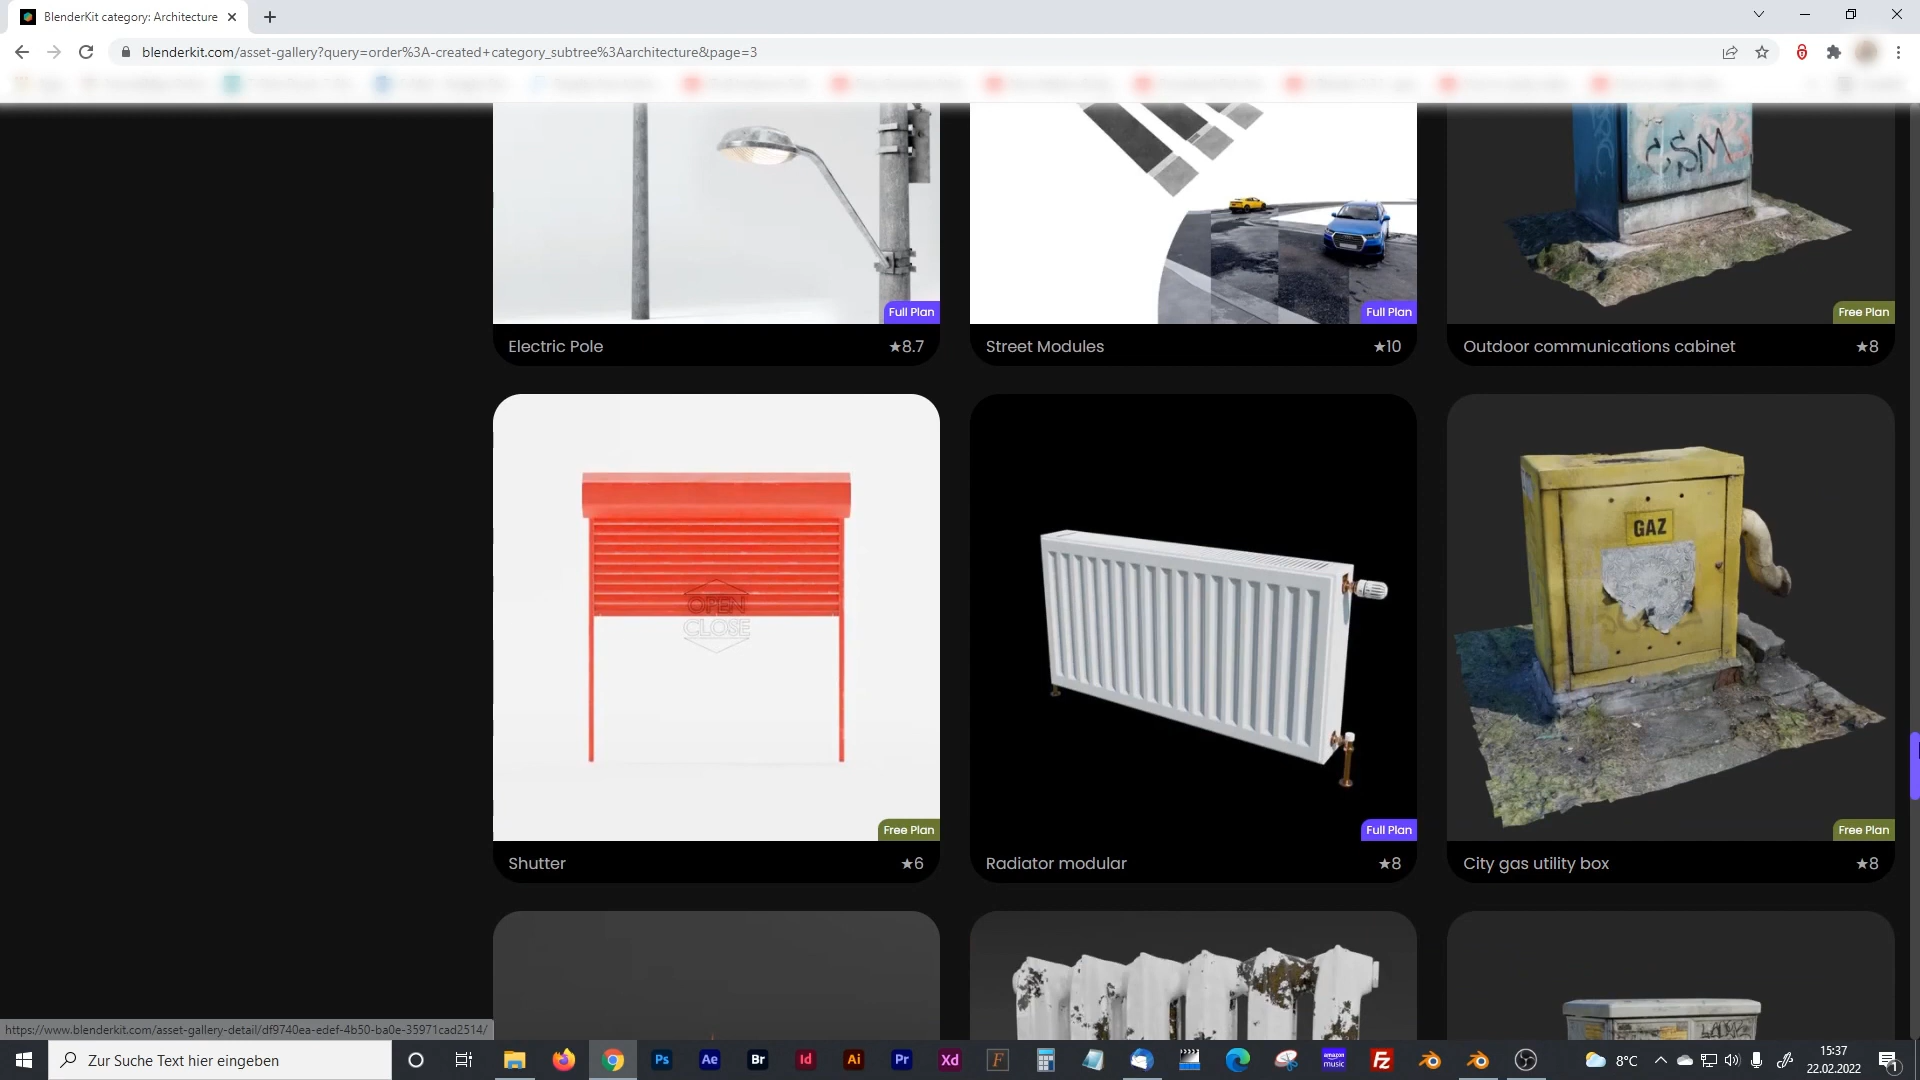 BlenderKit category: Architecture
blenderkit.com/asset-gallery?query=order%3A-created+category_subtree%3Aarchitecture&page=3
Full Plan
Full Plan
Free Plan
Electric Pole
★8.7
Street Modules
★10
Outdoor communications cabinet
★8
GAZ
OPEN
CLOSE
Free Plan
Full Plan
Free Plan
Shutter
★6
Radiator modular
★8
City gas utility box
★8
https://www.blenderkit.com/asset-gallery-detail/df9740ea-edef-4b50-ba0e-35971cad2514/
Zur Suche Text hier eingeben
Ps
Ae
Br
Id
Ai
Pr
Xd
F
amazon music
Fz
8°C
15:37
22.02.2022
1